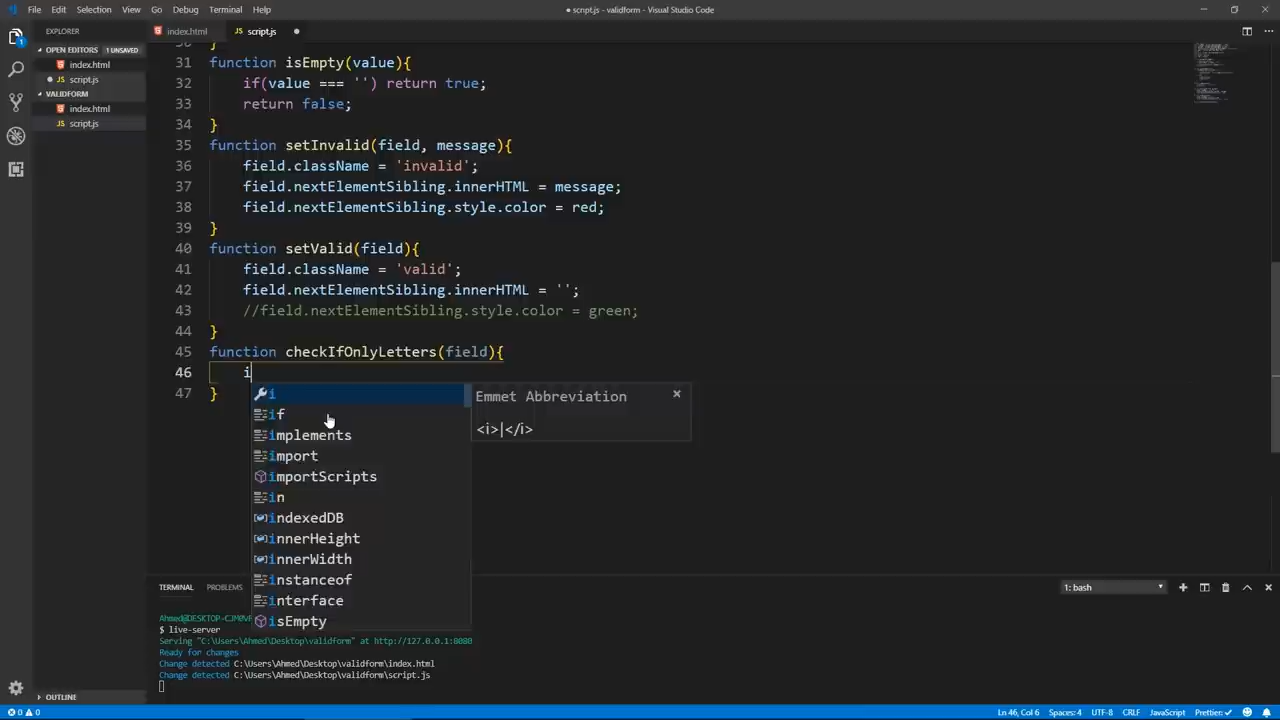 File Edit Selection View Go Debug Terminal Help
● script.js - validform - Visual Studio Code
EXPLORER
index.html
script.js
OPEN EDITORS 1 UNSAVED
index.html
script.js
VALIDFORM
index.html
script.js
31 function isEmpty(value){
32 if(value === '') return true;
33 return false;
34 }
35 function setInvalid(field, message){
36 field.className = 'invalid';
37 field.nextElementSibling.innerHTML = message;
38 field.nextElementSibling.style.color = red;
39 }
40 function setValid(field){
41 field.className = 'valid';
42 field.nextElementSibling.innerHTML = '';
43 //field.nextElementSibling.style.color = green;
44 }
45 function checkIfOnlyLetters(field){
46 i
47 }
i
if
implements
import
importScripts
in
indexedDB
innerHeight
innerWidth
instanceof
interface
isEmpty
Emmet Abbreviation
<i>|</i>
TERMINAL PROBLEMS
1: bash
$ live-server
Serving "C:\Users\Ahmed\Desktop\validform" at http://127.0.0.1:8080
Ready for changes
Change detected C:\Users\Ahmed\Desktop\validform\index.html
Change detected C:\Users\Ahmed\Desktop\validform\script.js
OUTLINE
0 0
Ln 46, Col 6 Spaces: 4 UTF-8 CRLF JavaScript Prettier: ✓